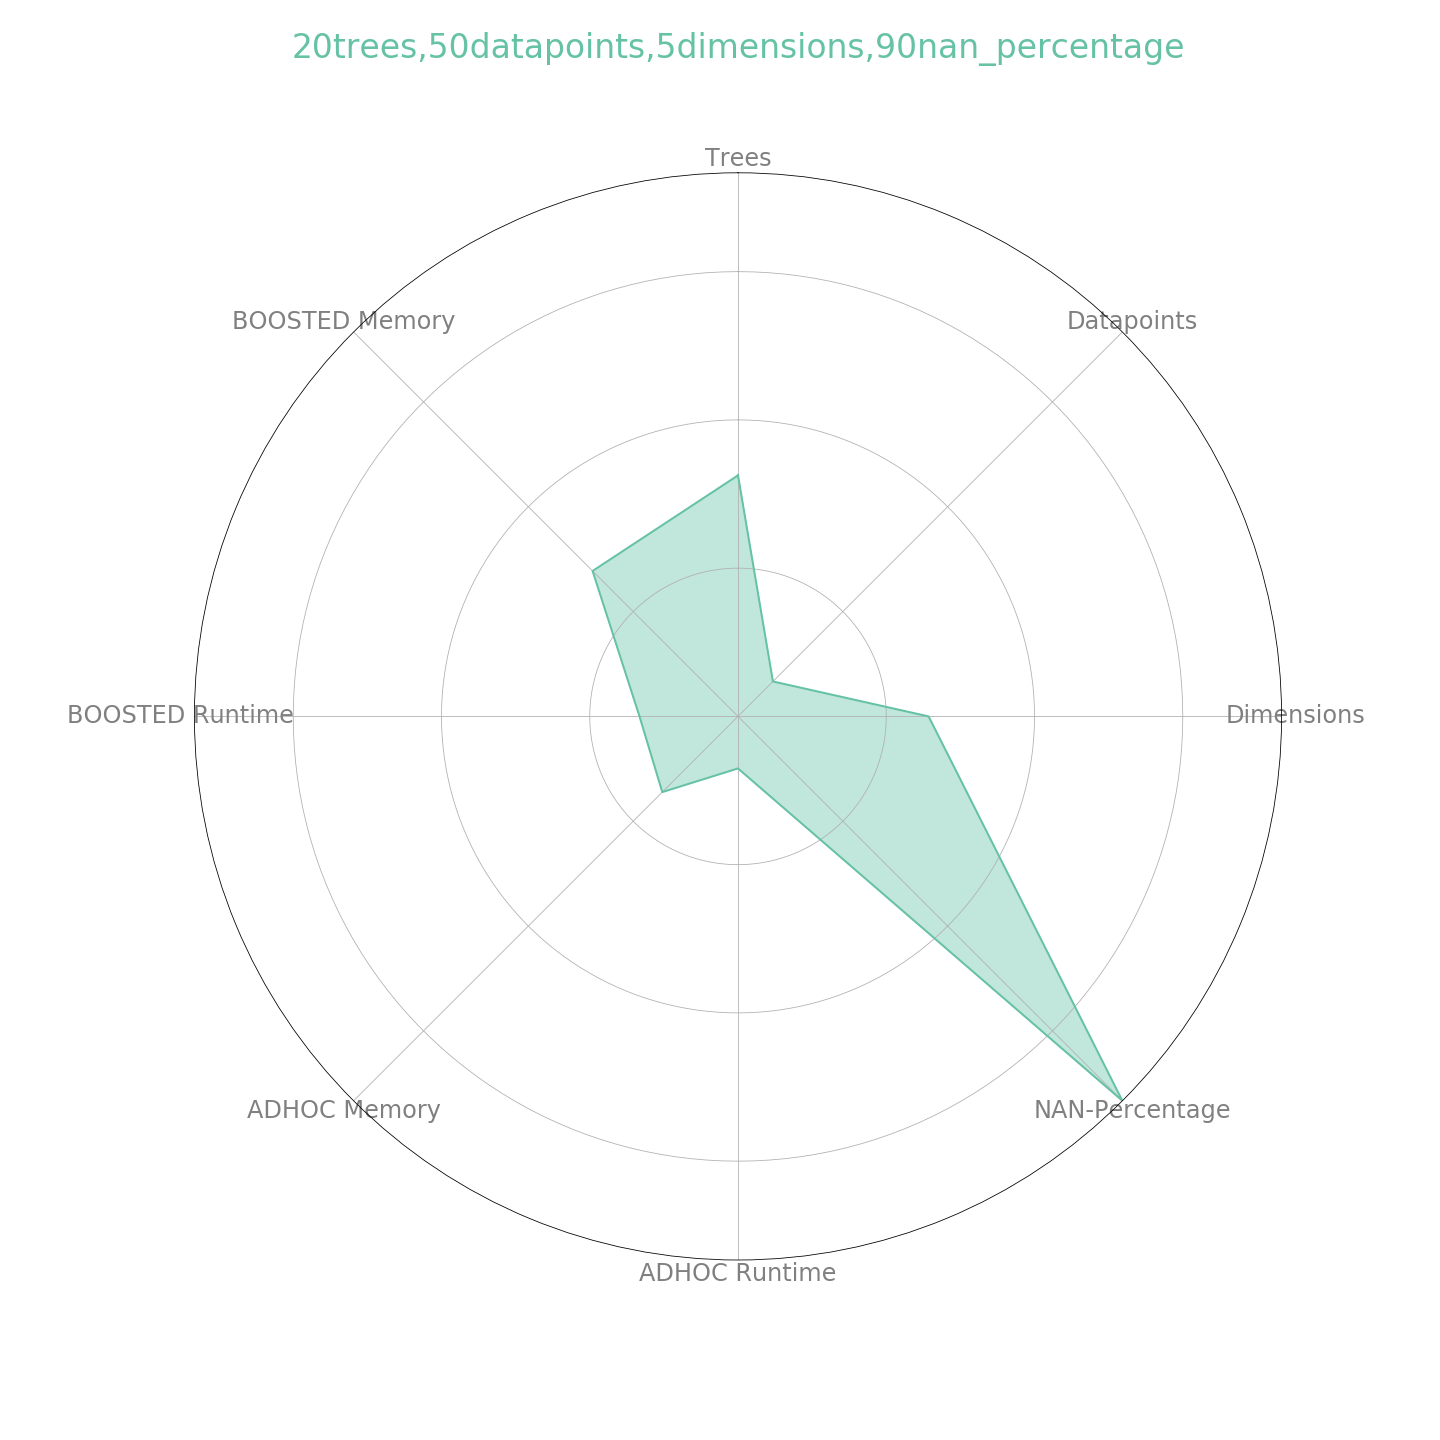 20trees,50datapoints,5dimensions,90nan_percentage
Trees
BOOSTED Memory
Datapoints
BOOSTED Runtime
Dimensions
ADHOC Memory
NAN-Percentage
ADHOC Runtime